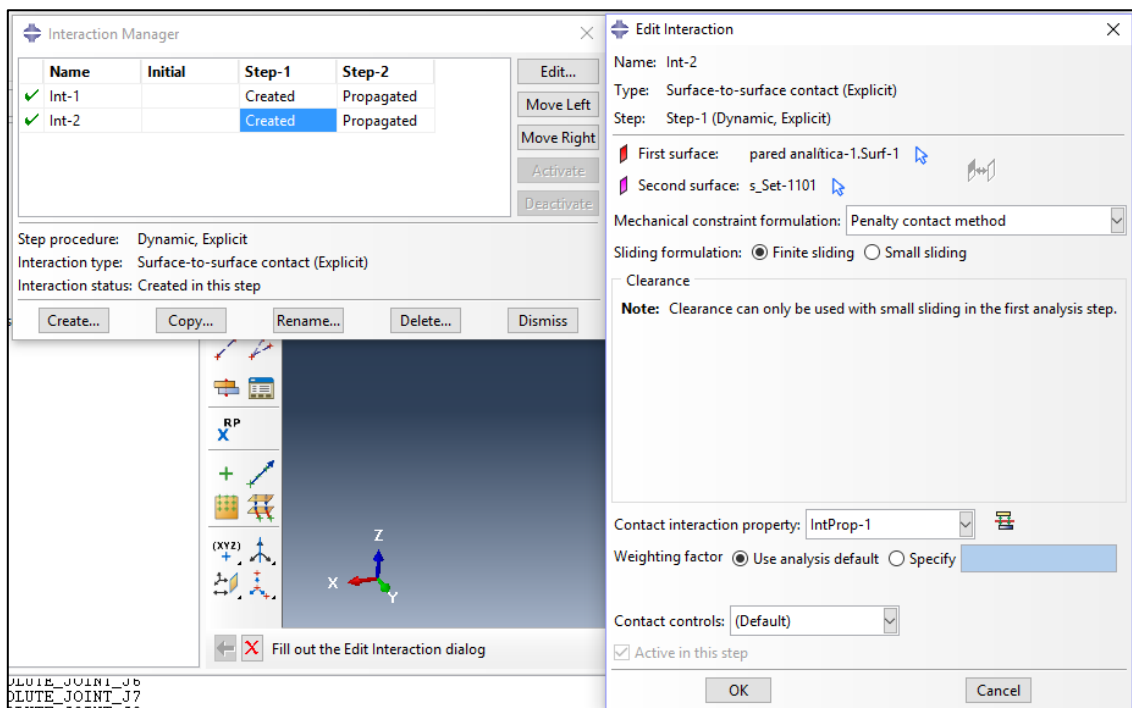 Interaction Manager
Name Initial Step-1 Step-2
Int-1 Created Propagated
Int-2 Created Propagated
Edit...
Move Left
Move Right
Activate
Deactivate
Step procedure: Dynamic, Explicit
Interaction type: Surface-to-surface contact (Explicit)
Interaction status: Created in this step
Create... Copy... Rename... Delete... Dismiss
RP
(XYZ)
Z
X
Y
Fill out the Edit Interaction dialog
OLUTE_JOINT_J6
OLUTE_JOINT_J7
Edit Interaction
Name: Int-2
Type: Surface-to-surface contact (Explicit)
Step: Step-1 (Dynamic, Explicit)
First surface: pared analítica-1.Surf-1
Second surface: s_Set-1101
Mechanical constraint formulation: Penalty contact method
Sliding formulation: Finite sliding Small sliding
Clearance
Note: Clearance can only be used with small sliding in the first analysis step.
Contact interaction property: IntProp-1
Weighting factor Use analysis default Specify
Contact controls: (Default)
Active in this step
OK Cancel